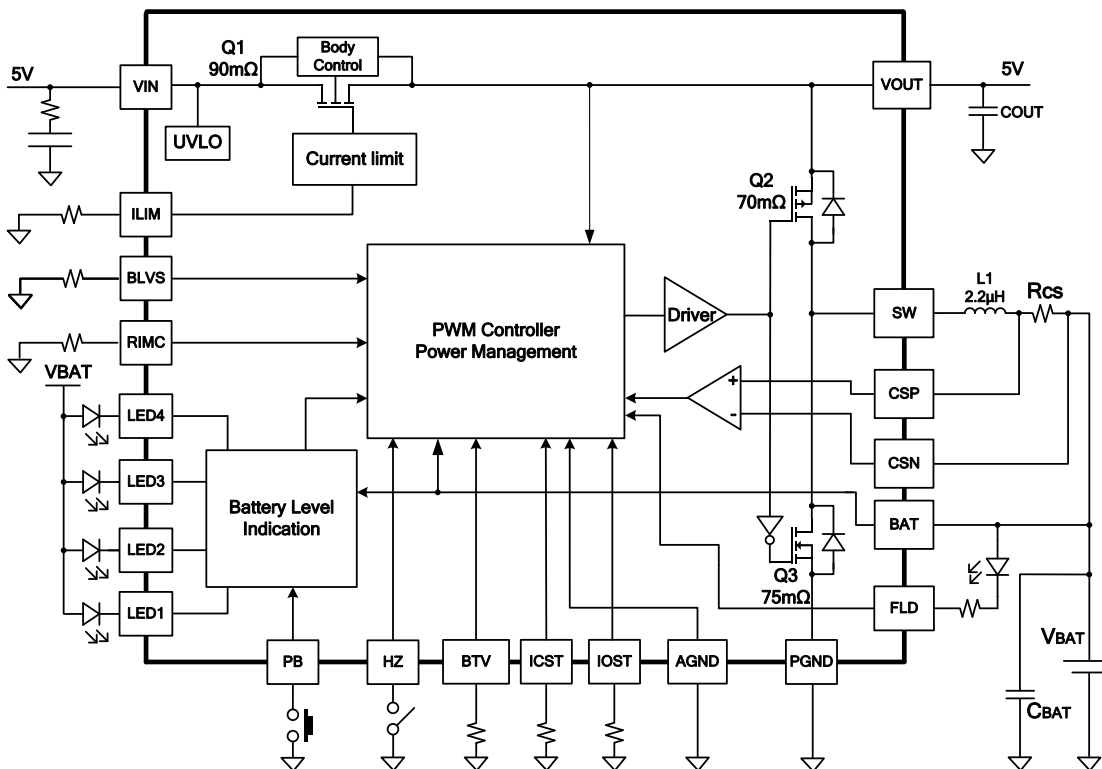 Q1
90mΩ
Body
Control
5V
VIN
VOUT
5V
COUT
UVLO
Current limit
Q2
70mΩ
ILIM
BLVS
RIMC
PWM Controller
Power Management
Driver
SW
L1
2.2µH
RCS
VBAT
+
-
CSP
CSN
LED4
LED3
LED2
LED1
Battery Level
Indication
BAT
Q3
75mΩ
FLD
VBAT
CBAT
PB
HZ
BTV
ICST
IOST
AGND
PGND